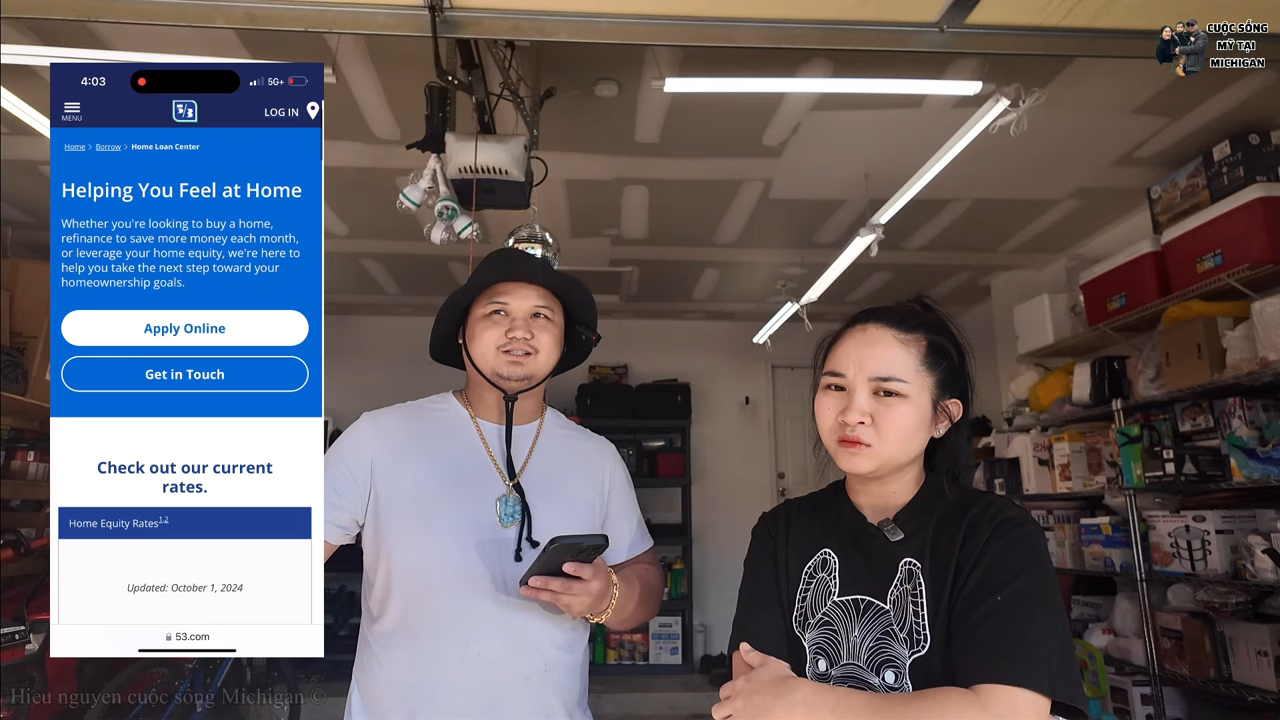 4:03
5G+
MENU
5/3
LOG IN
Home > Borrow > Home Loan Center
Helping You Feel at Home
Whether you're looking to buy a home,
refinance to save more money each month,
or leverage your home equity, we're here to
help you take the next step toward your
homeownership goals.
Apply Online
Get in Touch
Check out our current
rates.
Home Equity Rates1,2
Updated: October 1, 2024
53.com
CUỘC SỐNG
MỸ TẠI
MICHIGAN
Hieu nguyen cuộc sống Michigan ©